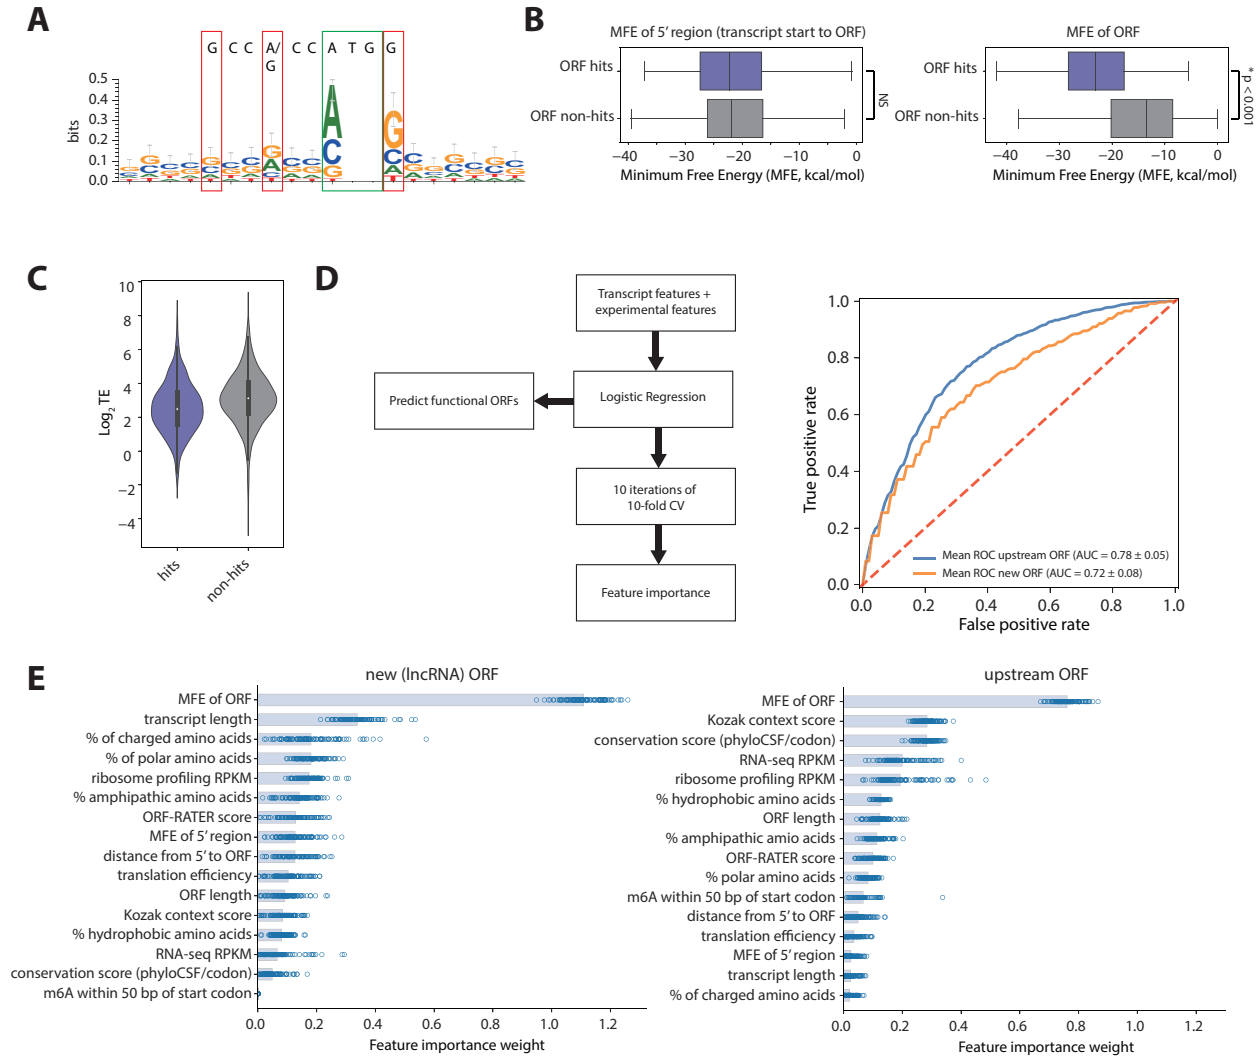 A
G C C A/ C C A T G G
G
bits
0.5
0.4
0.3
0.2
0.1
0.0
B
MFE of 5′ region (transcript start to ORF)
ORF hits
ORF non-hits
NS
−40 −30 −20 −10 0
Minimum Free Energy (MFE, kcal/mol)
MFE of ORF
ORF hits
ORF non-hits
* p < 0.001
−40 −30 −20 −10 0
Minimum Free Energy (MFE, kcal/mol)
C
Log2 TE
10
8
6
4
2
0
−2
−4
hits
non-hits
D
Transcript features +
experimental features
Predict functional ORFs
Logistic Regression
10 iterations of
10-fold CV
Feature importance
True positive rate
1.0
0.8
0.6
0.4
0.2
0.0
Mean ROC upstream ORF (AUC = 0.78 ± 0.05)
Mean ROC new ORF (AUC = 0.72 ± 0.08)
0.0 0.2 0.4 0.6 0.8 1.0
False positive rate
E
new (lncRNA) ORF
MFE of ORF
transcript length
% of charged amino acids
% of polar amino acids
ribosome profiling RPKM
% amphipathic amino acids
ORF-RATER score
MFE of 5′ region
distance from 5′ to ORF
translation efficiency
ORF length
Kozak context score
% hydrophobic amino acids
RNA-seq RPKM
conservation score (phyloCSF/codon)
m6A within 50 bp of start codon
0.0 0.2 0.4 0.6 0.8 1.0 1.2
Feature importance weight
upstream ORF
MFE of ORF
Kozak context score
conservation score (phyloCSF/codon)
RNA-seq RPKM
ribosome profiling RPKM
% hydrophobic amino acids
ORF length
% amphipathic amio acids
ORF-RATER score
% polar amino acids
m6A within 50 bp of start codon
distance from 5′ to ORF
translation efficiency
MFE of 5′ region
transcript length
% of charged amino acids
0.0 0.2 0.4 0.6 0.8 1.0 1.2
Feature importance weight